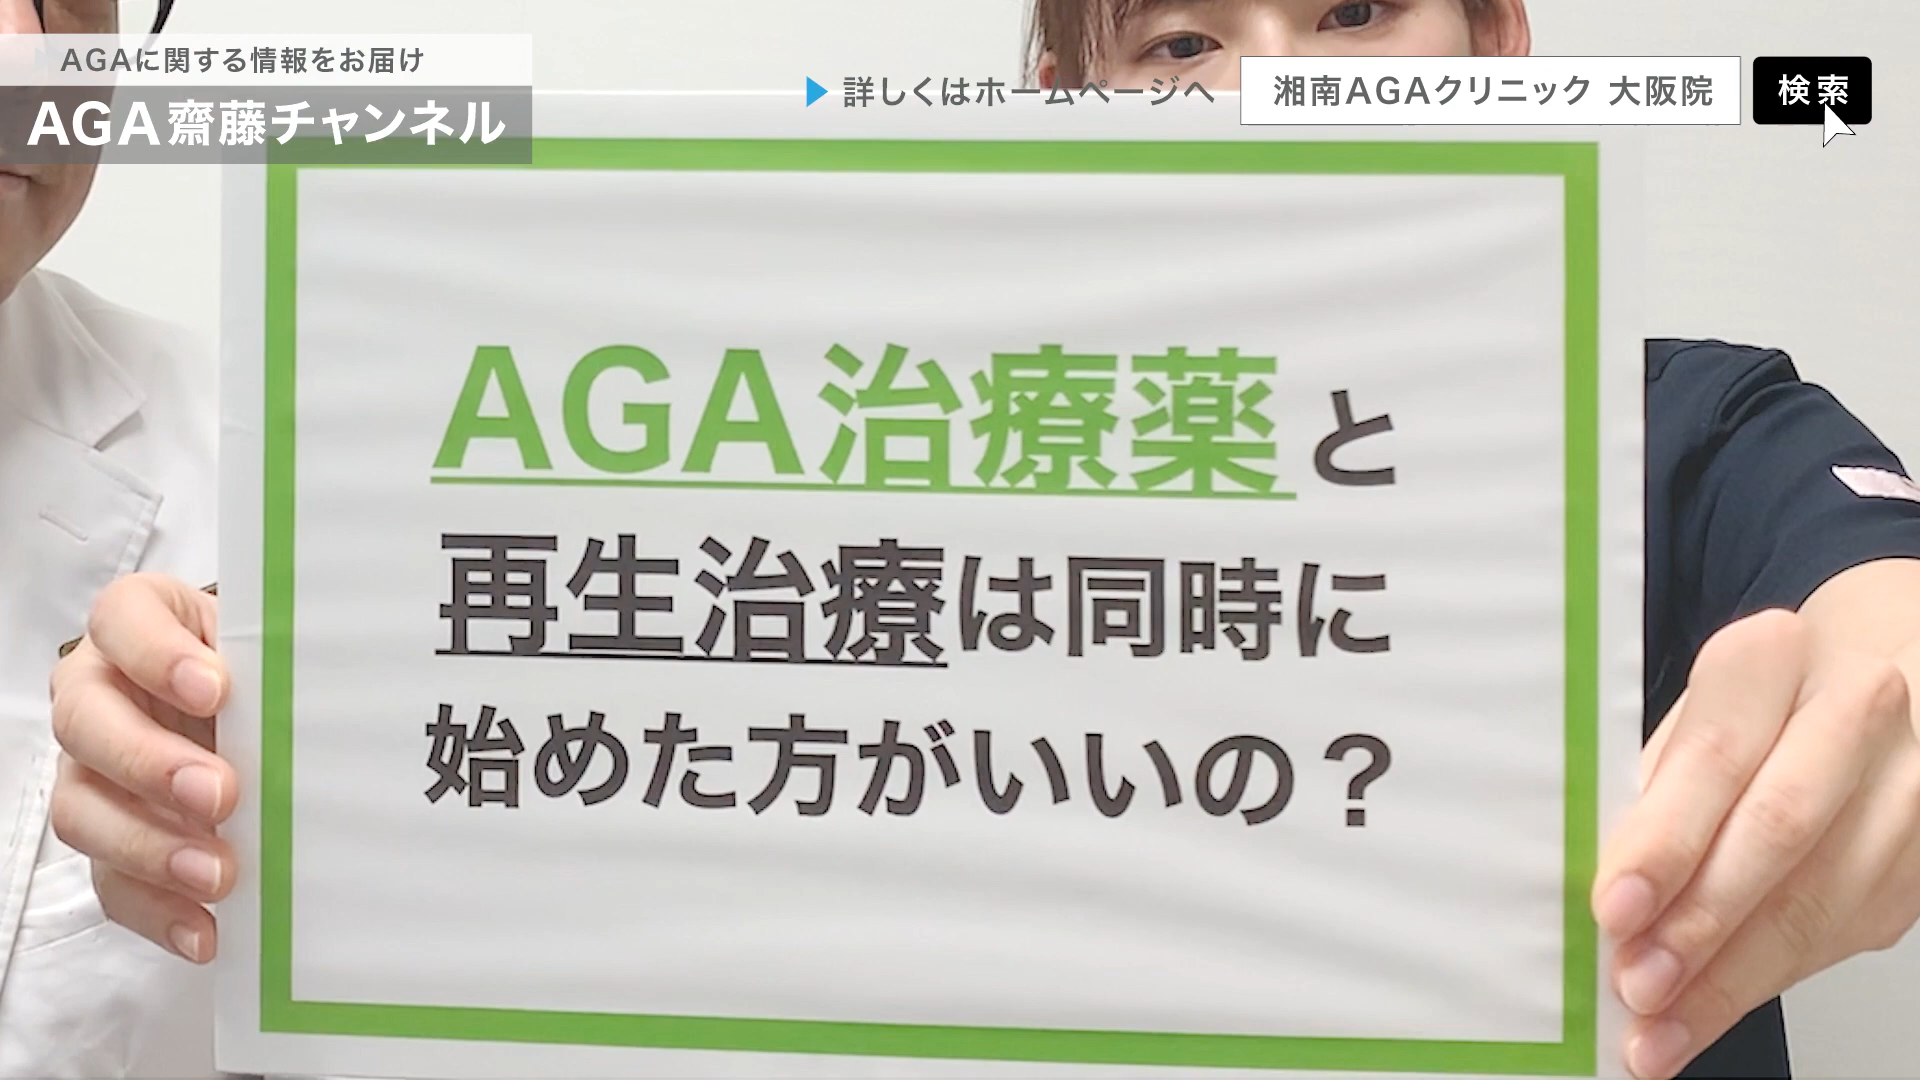 AGAに関する情報をお届け
AGA齋藤チャンネル
詳しくはホームページへ
湘南AGAクリニック 大阪院
検索
AGA治療薬と
再生治療は同時に
始めた方がいいの？